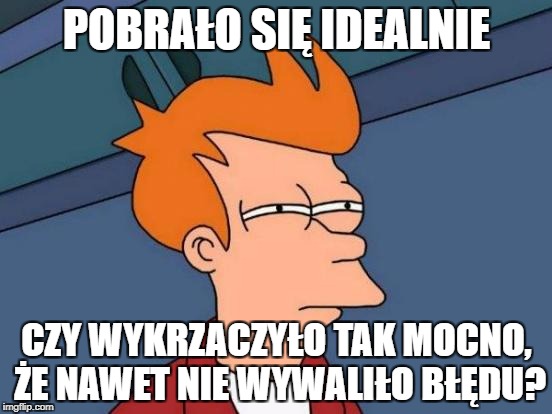 POBRAŁO SIĘ IDEALNIE
CZY WYKRZACZYŁO TAK MOCNO,
ŻE NAWET NIE WYWALIŁO BŁĘDU?
imgflip.com